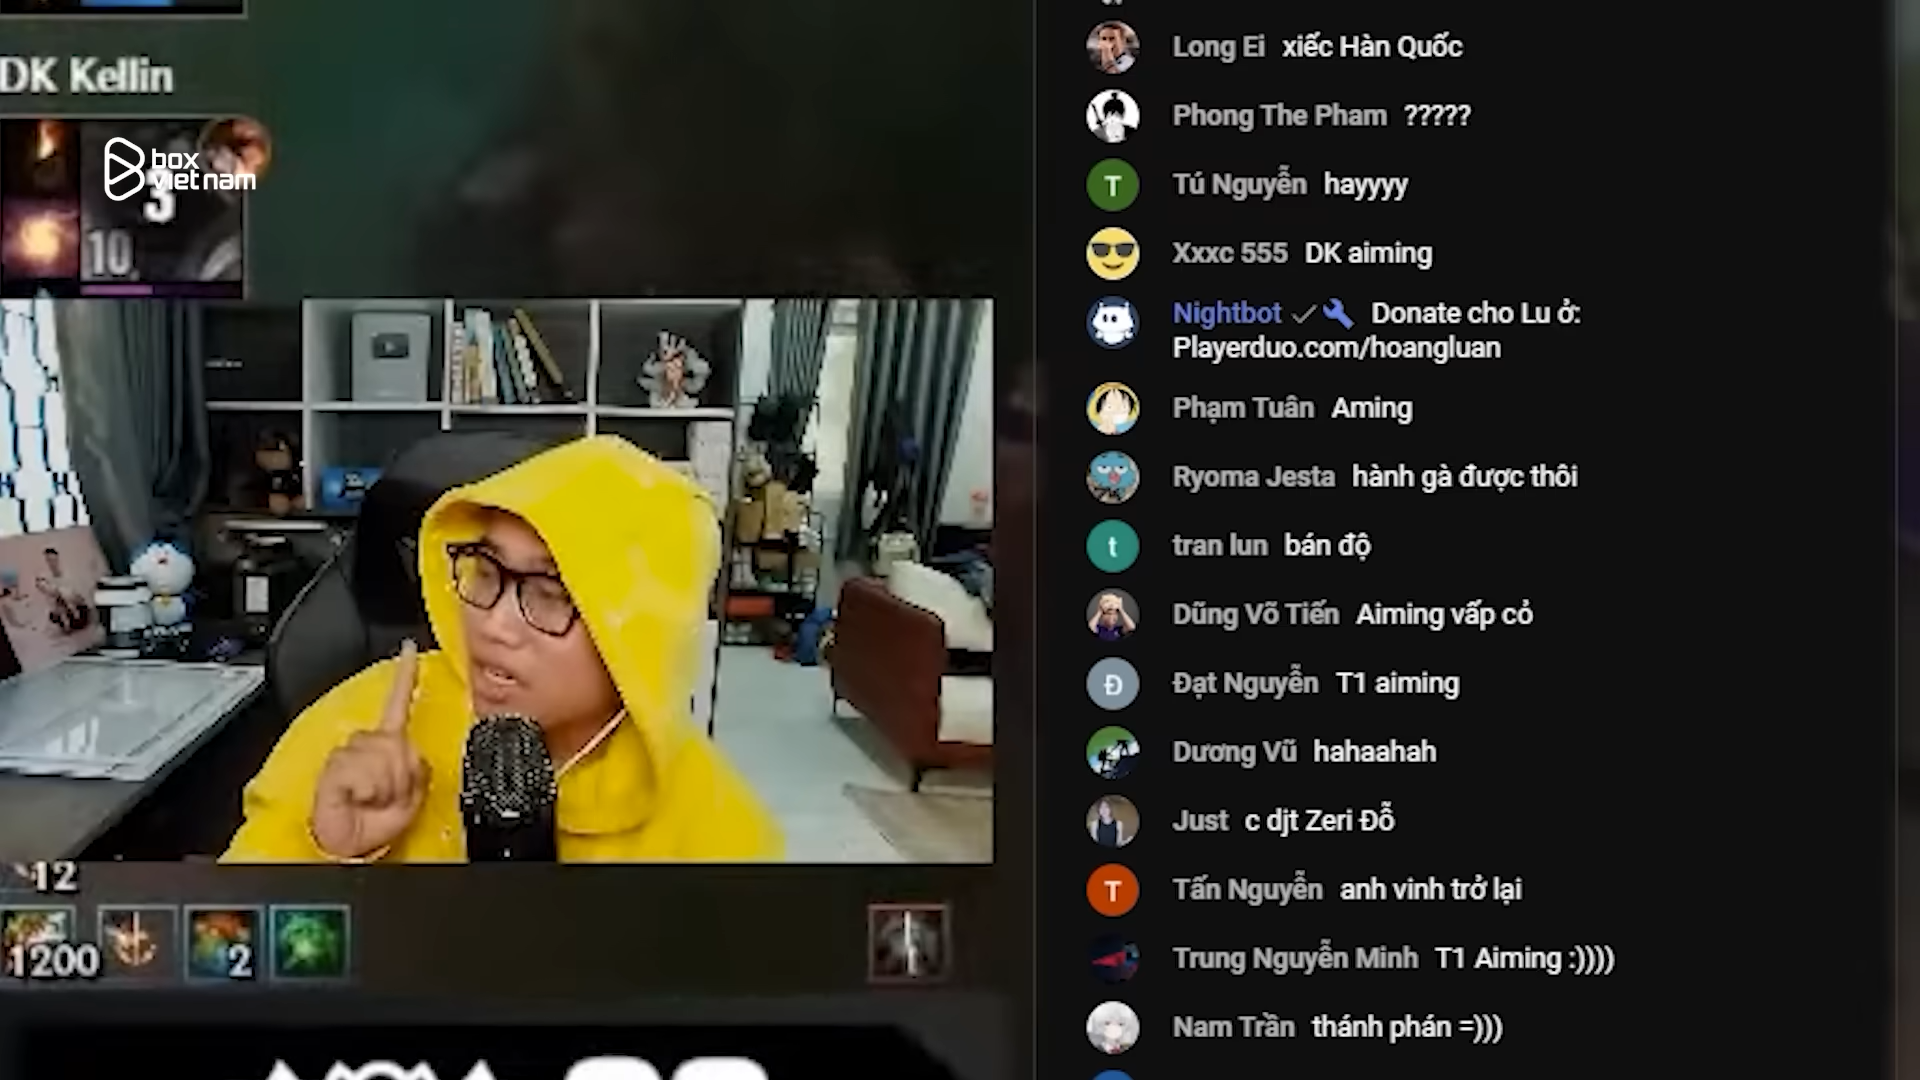 DK Kellin
box
viet nam
3
10
12
1200
2
Long Ei xiếc Hàn Quốc
Phong The Pham ?????
T
Tú Nguyễn hayyyy
Xxxc 555 DK aiming
Nightbot Donate cho Lu ở:
Playerduo.com/hoangluan
Phạm Tuân Aming
Ryoma Jesta hành gà được thôi
t
tran lun bán độ
Dũng Võ Tiến Aiming vấp cỏ
Đ
Đạt Nguyễn T1 aiming
Dương Vũ hahaahah
Just c djt Zeri Đỗ
T
Tấn Nguyễn anh vinh trở lại
Trung Nguyễn Minh T1 Aiming :))))
Nam Trần thánh phán =)))